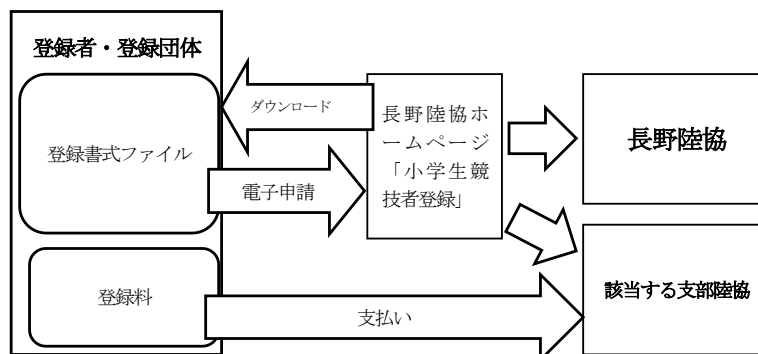 登録者・登録団体
登録書式ファイル
登録料
ダウンロード
電子申請
長野陸協ホ
ームページ
「小学生競
技者登録」
長野陸協
該当する支部陸協
支払い